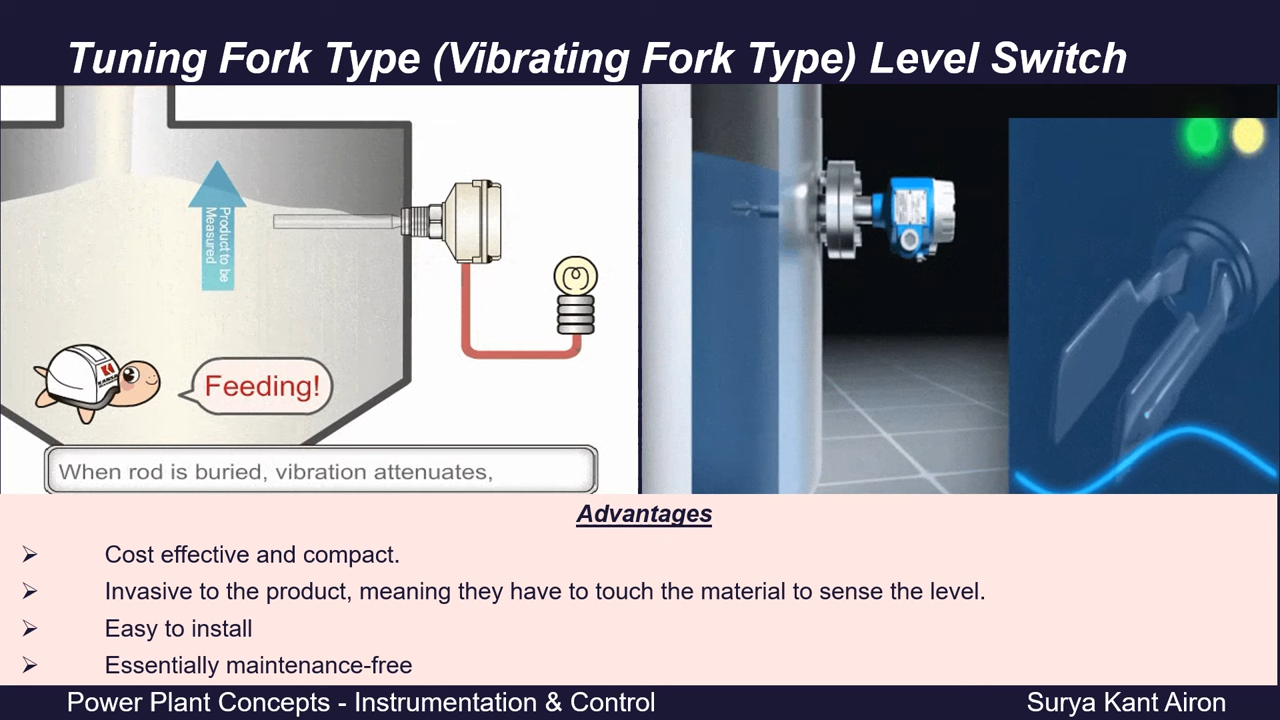 Tuning Fork Type (Vibrating Fork Type) Level Switch
Product to be
Measured
Feeding!
When rod is buried, vibration attenuates,
Advantages
➢ Cost effective and compact.
➢ Invasive to the product, meaning they have to touch the material to sense the level.
➢ Easy to install
➢ Essentially maintenance-free
Power Plant Concepts - Instrumentation & Control
Surya Kant Airon